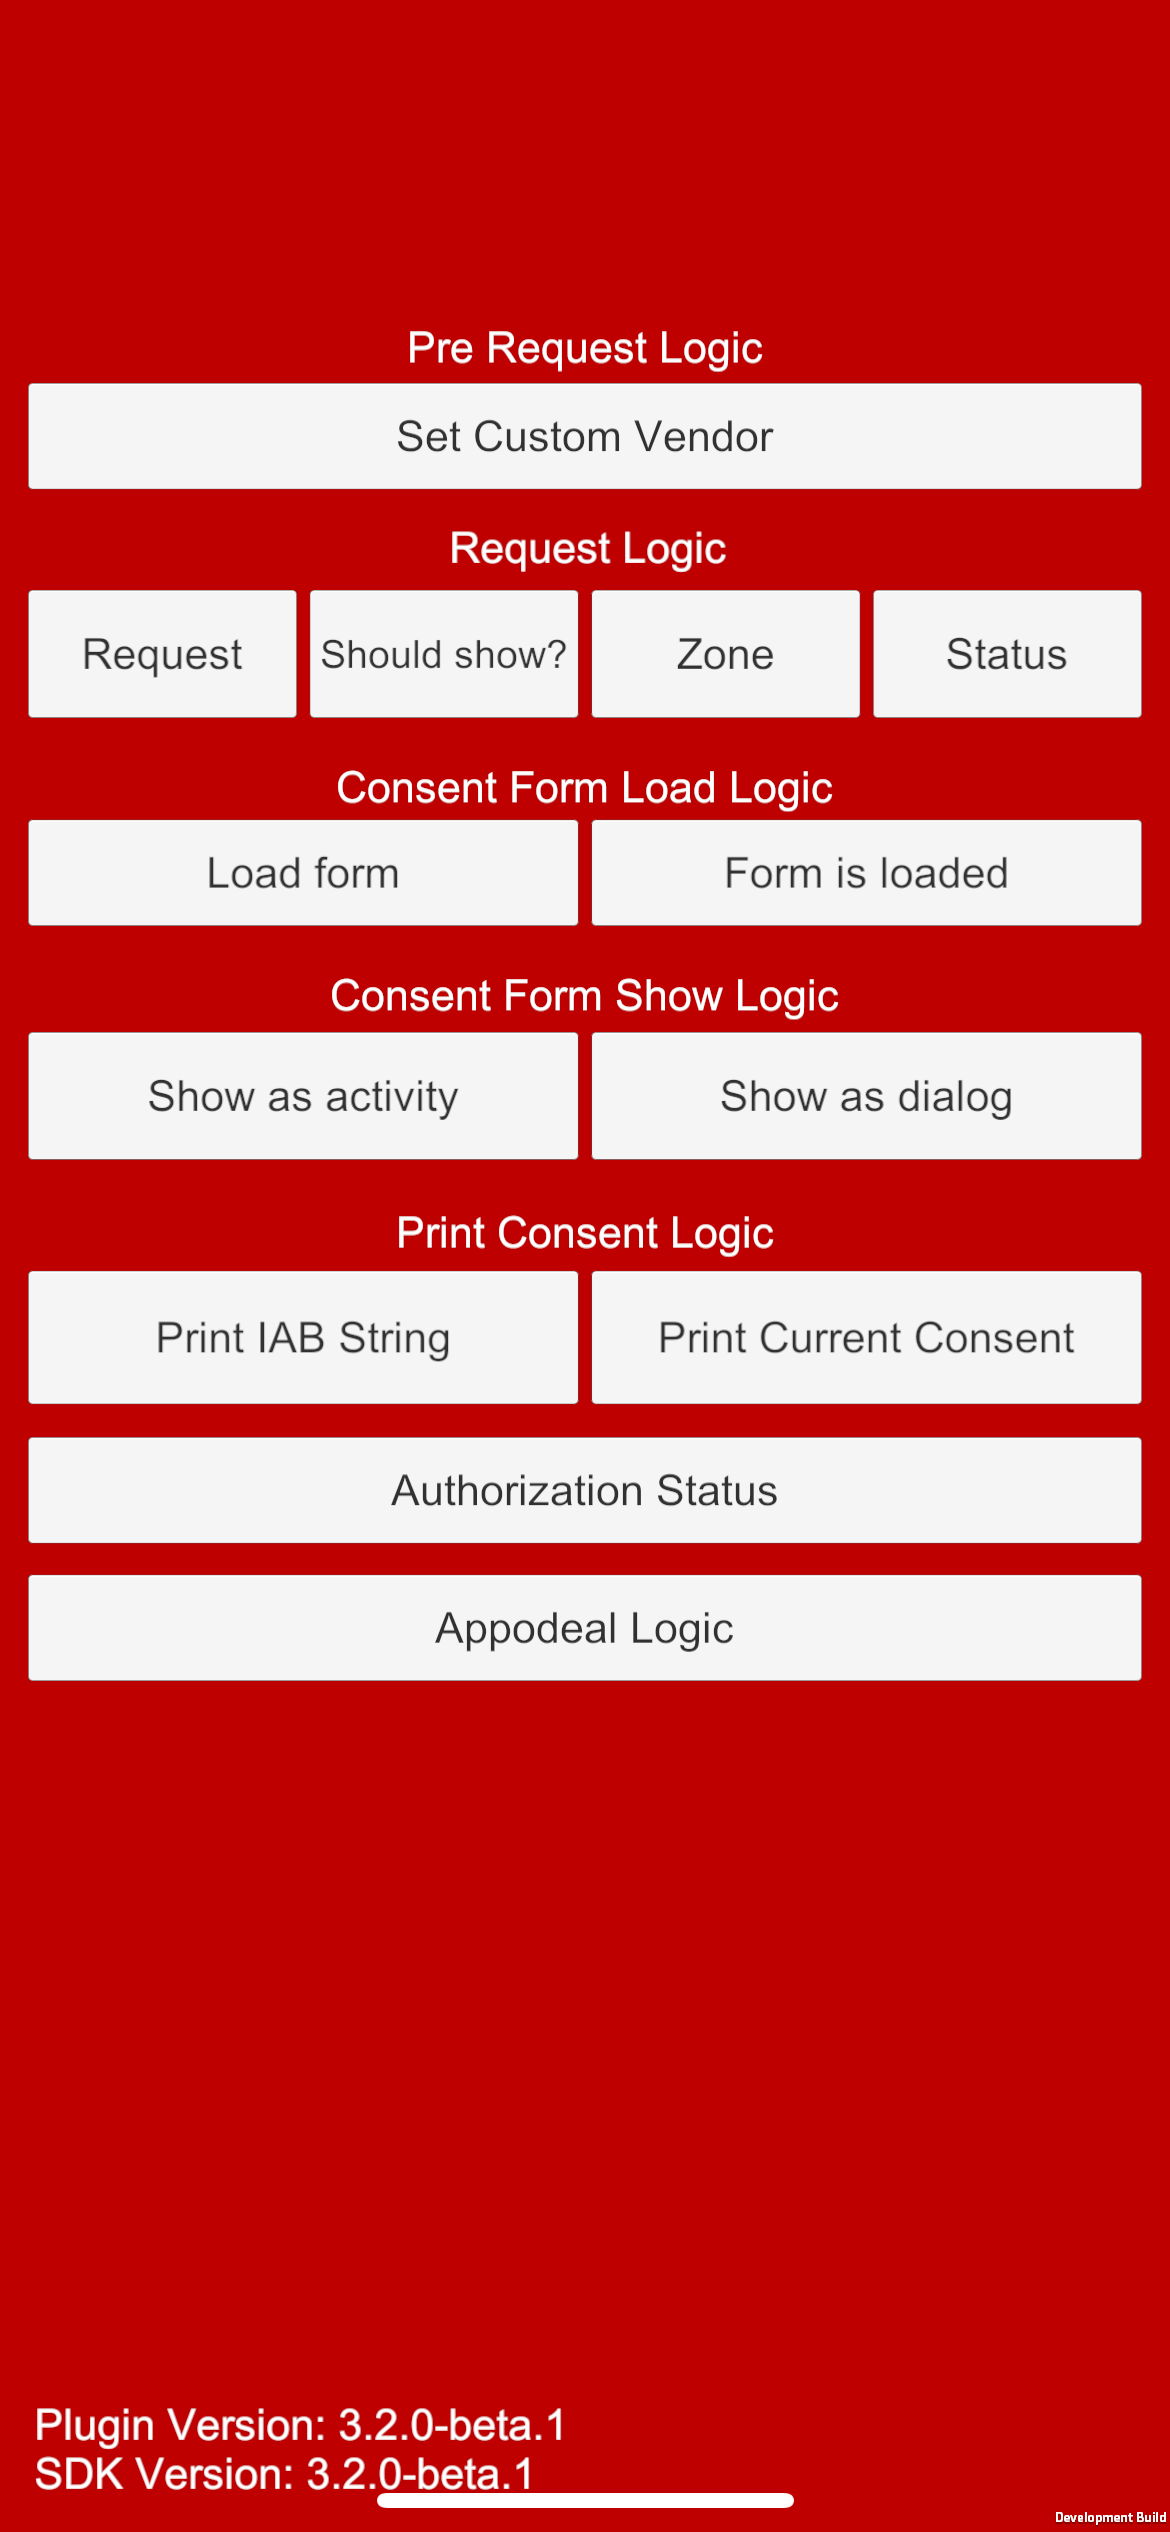 Pre Request Logic
Set Custom Vendor
Request Logic
Request
Should show?
Zone
Status
Consent Form Load Logic
Load form
Form is loaded
Consent Form Show Logic
Show as activity
Show as dialog
Print Consent Logic
Print IAB String
Print Current Consent
Authorization Status
Appodeal Logic
Plugin Version: 3.2.0-beta.1
SDK Version: 3.2.0-beta.1
Development Build